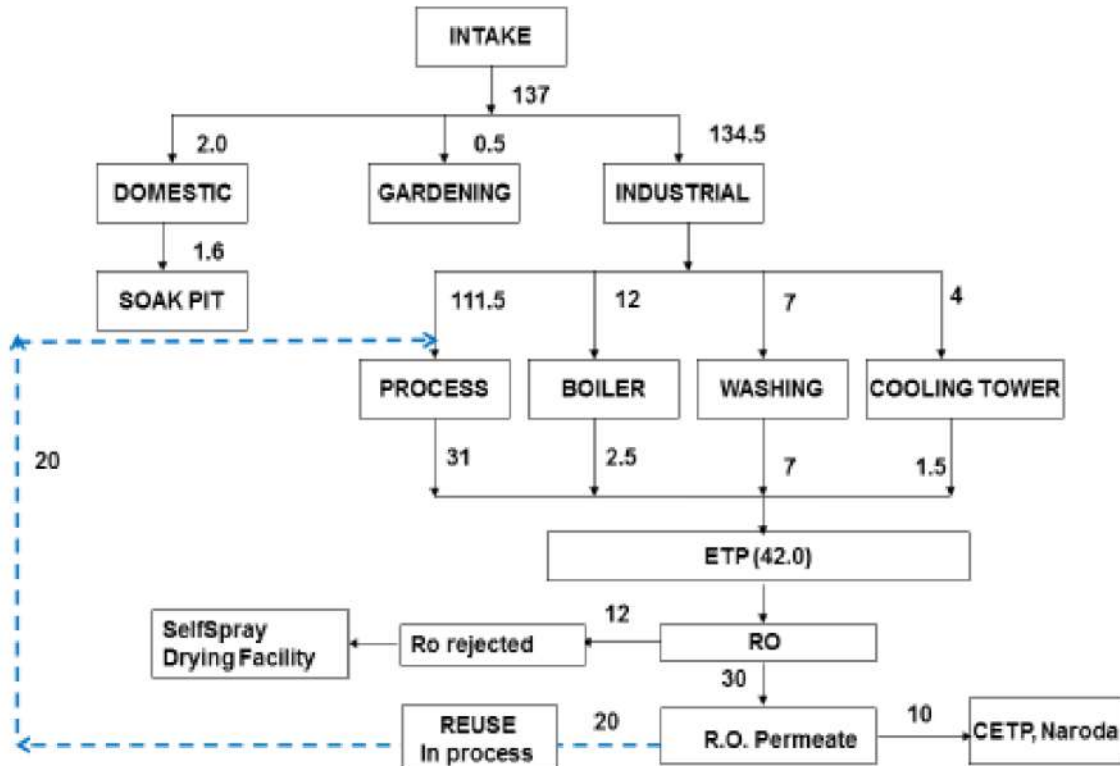 INTAKE
137
2.0
0.5
134.5
DOMESTIC
GARDENING
INDUSTRIAL
1.6
SOAK PIT
111.5
12
7
4
PROCESS
BOILER
WASHING
COOLING TOWER
20
31
2.5
7
1.5
ETP (42.0)
SelfSpray
Drying Facility
Ro rejected
12
RO
30
REUSE
In process
20
R.O. Permeate
10
CETP, Naroda